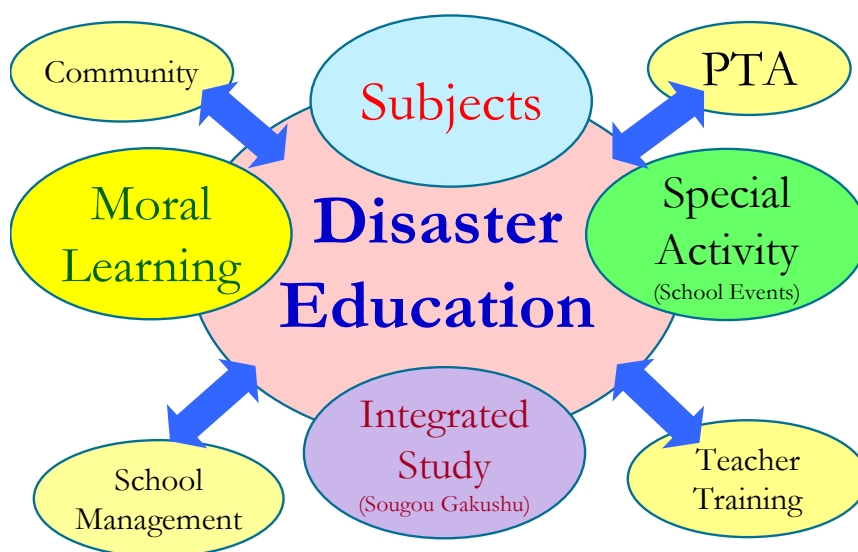 Community
PTA
Subjects
Moral
Learning
Disaster
Education
Special
Activity
(School Events)
Integrated
Study
(Sougou Gakushu)
School
Management
Teacher
Training